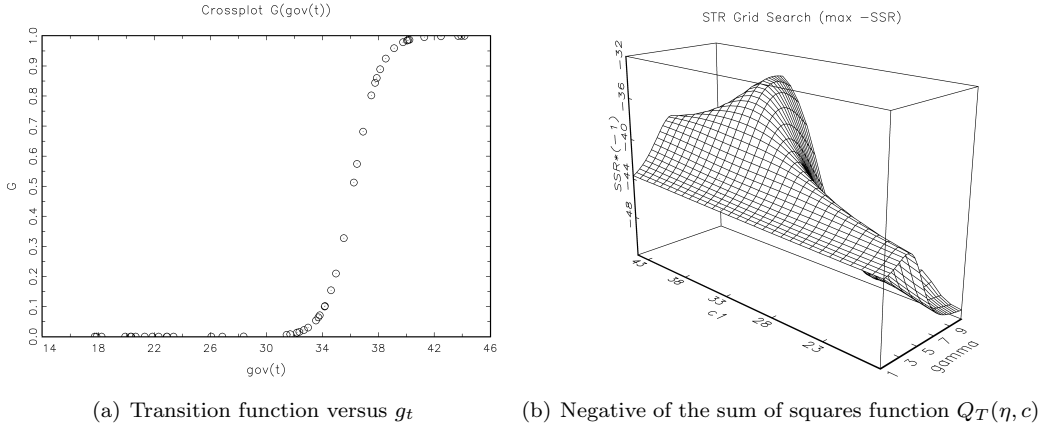 Crossplot G(gov(t))
G
1.0
0.9
0.8
0.7
0.6
0.5
0.4
0.3
0.2
0.1
0.0
14 18 22 26 30 34 38 42 46
gov(t)
(a) Transition function versus g_t
STR Grid Search (max −SSR)
SSR*(-1)
-32
-36
-40
-44
-48
43 38 33 28 23
c1
1 3 5 7 9
gamma
(b) Negative of the sum of squares function Q_T(η, c)